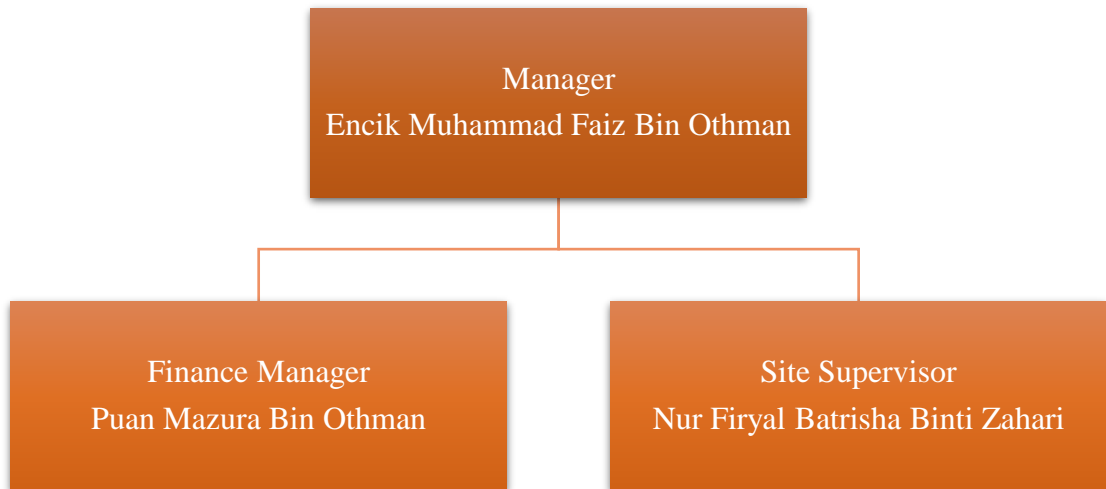 Manager
Encik Muhammad Faiz Bin Othman
Finance Manager
Puan Mazura Bin Othman
Site Supervisor
Nur Firyal Batrisha Binti Zahari